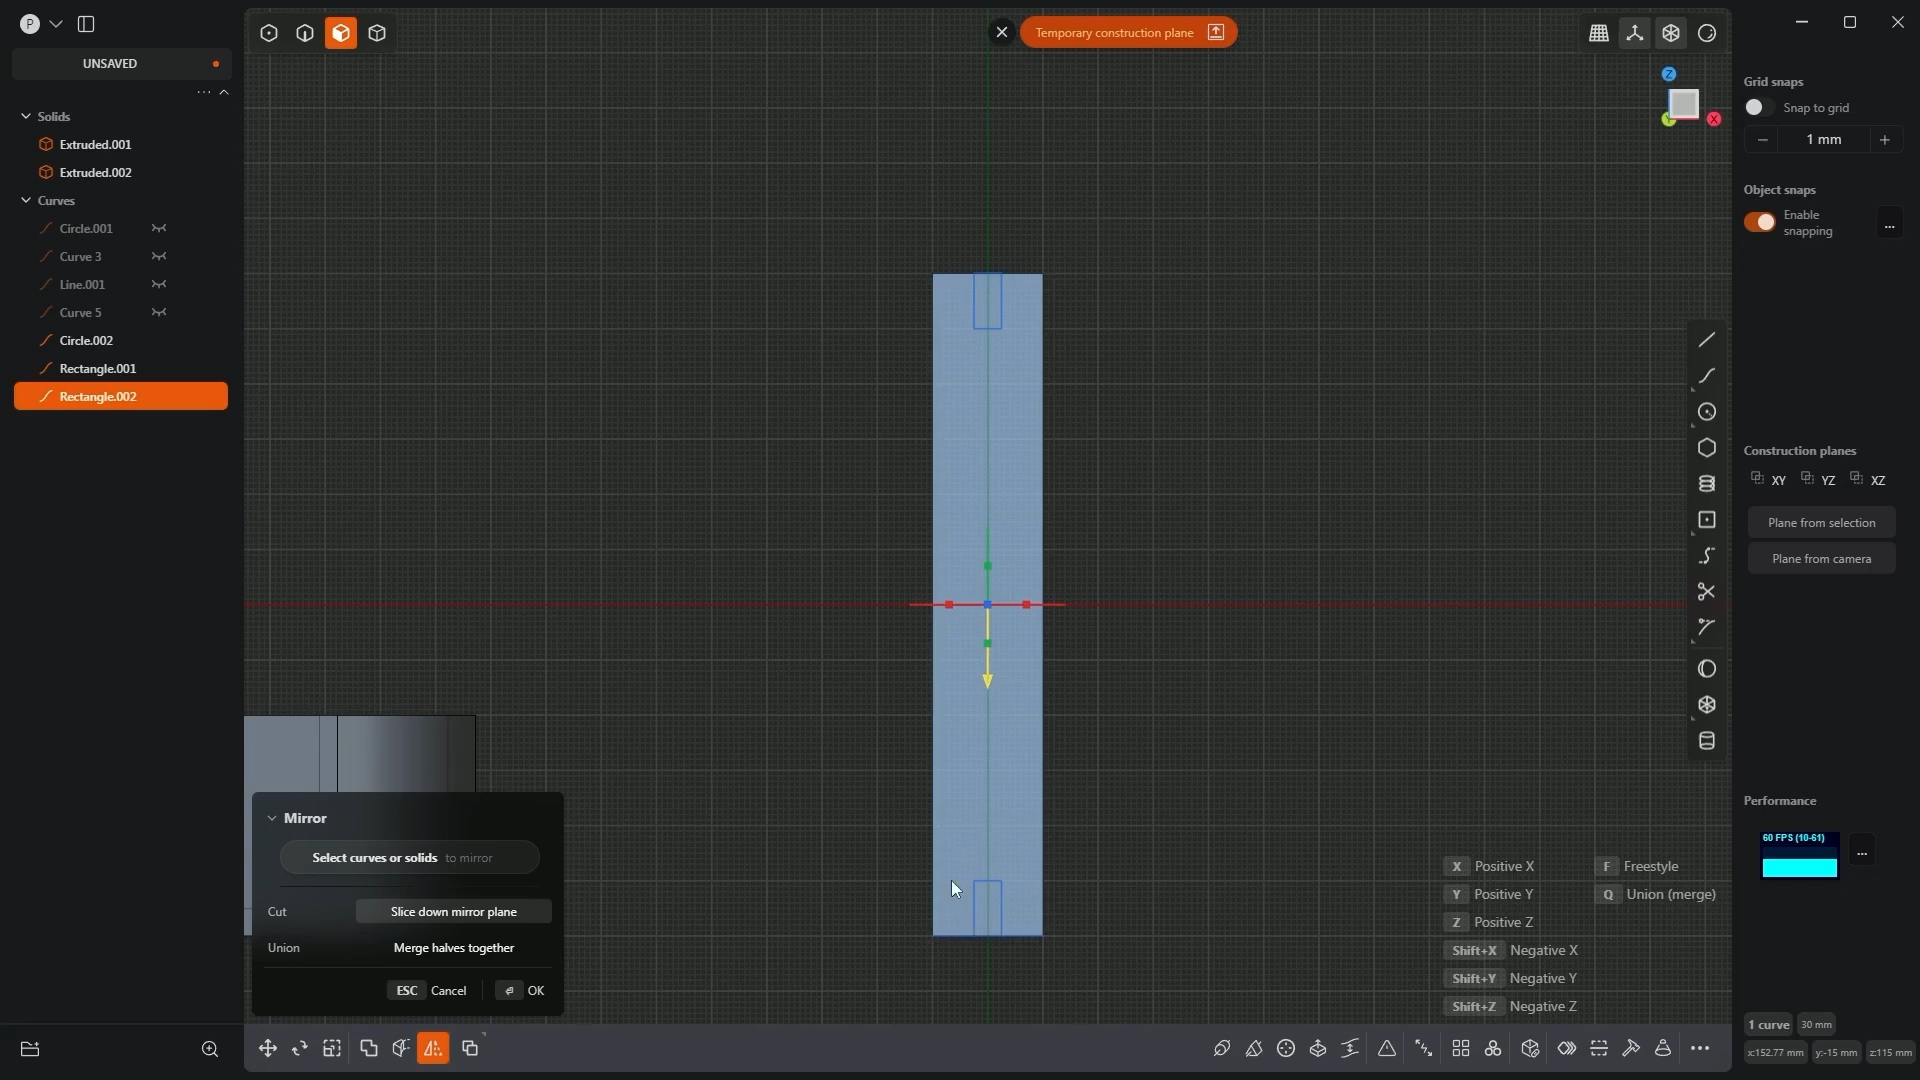 P
UNSAVED
Solids
Extruded.001
Extruded.002
Curves
Circle.001
Curve 3
Line.001
Curve 5
Circle.002
Rectangle.001
Rectangle.002
Temporary construction plane
Z
Y
X
Grid snaps
Snap to grid
1 mm
Object snaps
Enable
snapping
...
Construction planes
XY YZ XZ
Plane from selection
Plane from camera
Performance
60 FPS (10-61)
...
Mirror
Select curves or solids to mirror
Cut Slice down mirror plane
Union Merge halves together
ESC Cancel OK
X Positive X F Freestyle
Y Positive Y Q Union (merge)
Z Positive Z
Shift+X Negative X
Shift+Y Negative Y
Shift+Z Negative Z
1 curve 30 mm
x:152.77 mm y:-15 mm z:115 mm